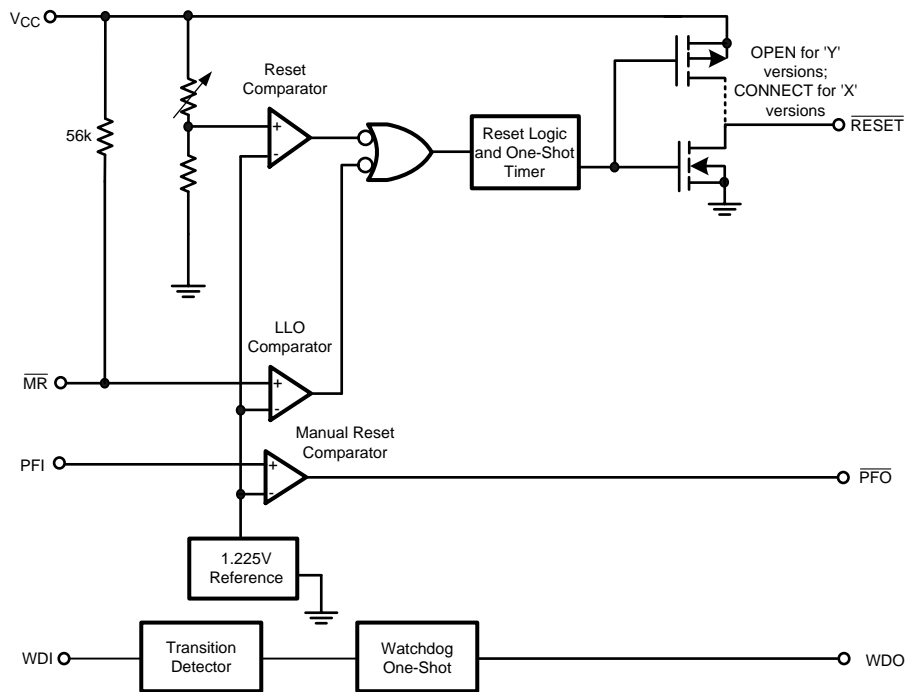 VCC
Reset
Comparator
OPEN for 'Y'
versions;
CONNECT for 'X'
versions
RESET
56k
+
-
Reset Logic
and One-Shot
Timer
LLO
Comparator
MR
+
-
Manual Reset
Comparator
PFI
+
-
PFO
1.225V
Reference
WDI
Transition
Detector
Watchdog
One-Shot
WDO